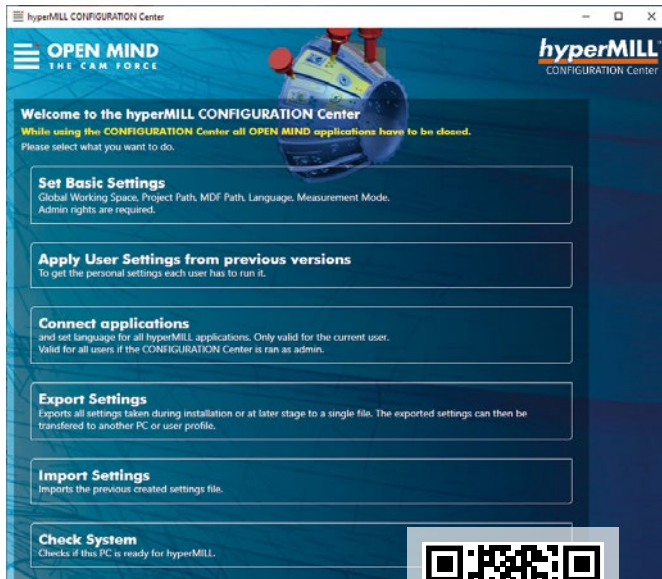 hyperMILL CONFIGURATION Center
OPEN MIND
THE CAM FORCE
hyperMILL
CONFIGURATION Center
Welcome to the hyperMILL CONFIGURATION Center
While using the CONFIGURATION Center all OPEN MIND applications have to be closed.
Please select what you want to do.
Set Basic Settings
Global Working Space, Project Path, MDF Path, Language, Measurement Mode.
Admin rights are required.
Apply User Settings from previous versions
To get the personal settings each user has to run it.
Connect applications
and set language for all hyperMILL applications. Only valid for the current user.
Valid for all users if the CONFIGURATION Center is ran as admin.
Export Settings
Exports all settings taken during installation or at later stage to a single file. The exported settings can then be
transfered to another PC or user profile.
Import Settings
Imports the previous created settings file.
Check System
Checks if this PC is ready for hyperMILL.